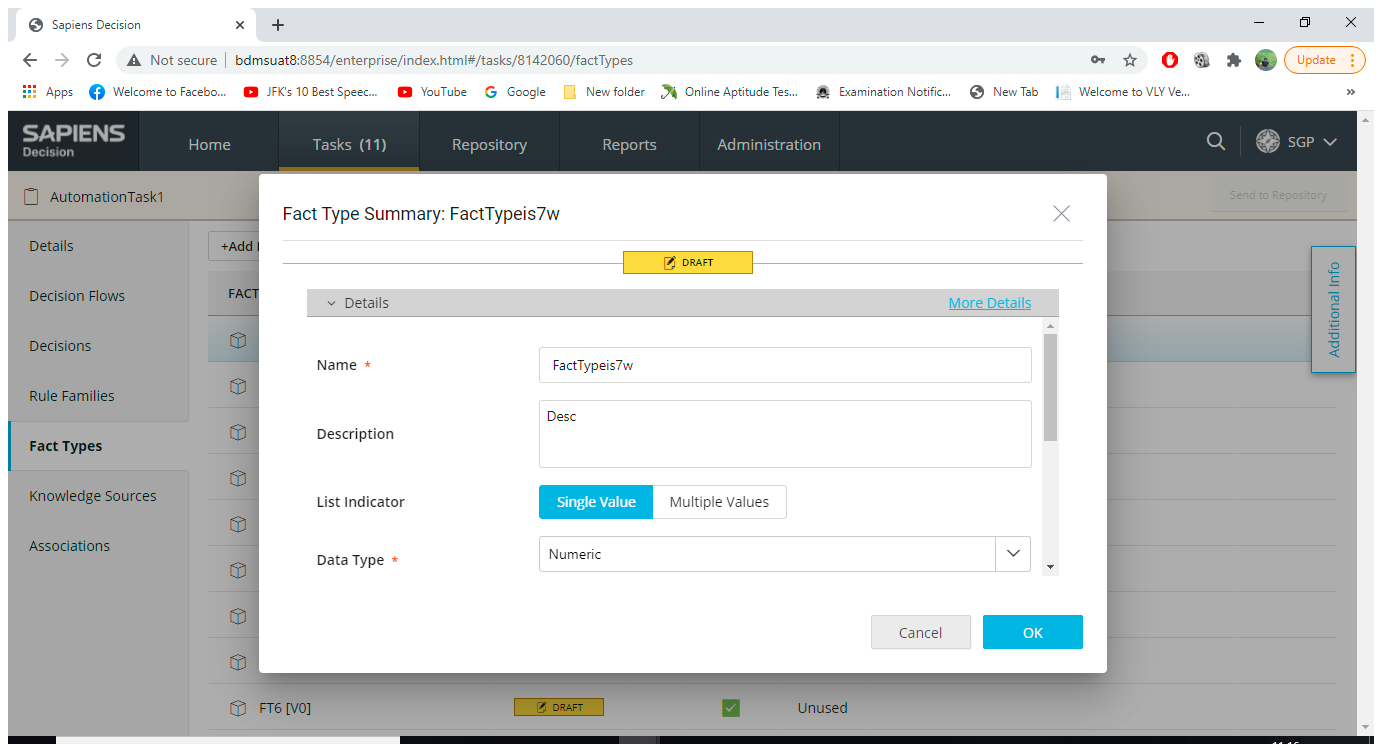 Sapiens Decision
Not secure
bdmsuat8:8854/enterprise/index.html#/tasks/8142060/factTypes
Update
Apps
Welcome to Facebo...
JFK's 10 Best Speec...
YouTube
Google
New folder
Online Aptitude Tes...
Examination Notific...
New Tab
Welcome to VLY Ve...
»
SAPIENS
Decision
Home
Tasks (11)
Repository
Reports
Administration
SGP
AutomationTask1
Send to Repository
Details
Decision Flows
Decisions
Rule Families
Fact Types
Knowledge Sources
Associations
+Add
FACT
Additional Info
Fact Type Summary: FactTypeis7w
DRAFT
Details
More Details
Name *
FactTypeis7w
Description
Desc
List Indicator
Single Value
Multiple Values
Data Type *
Numeric
Cancel
OK
FT6 [V0]
DRAFT
Unused